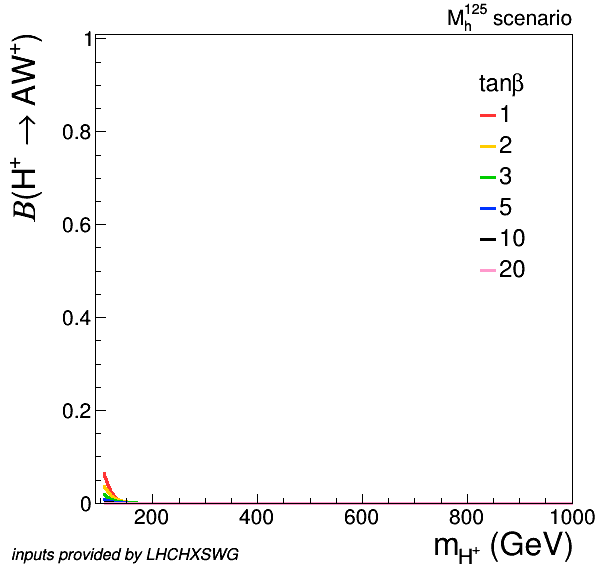 M_h^125 scenario
B(H⁺ → AW⁺)
1
0.8
0.6
0.4
0.2
0
tanβ
1
2
3
5
10
20
200 400 600 800 1000
m_H⁺ (GeV)
inputs provided by LHCHXSWG